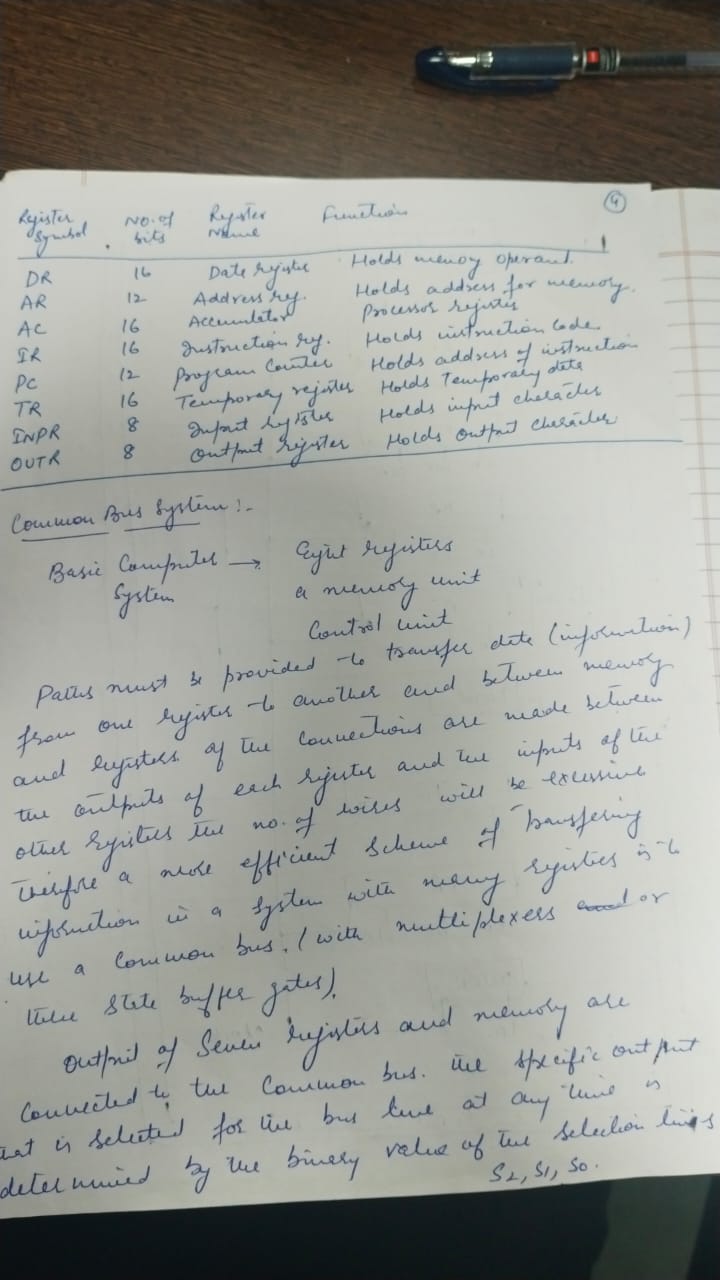 4
Register Symbol No. of bits Register Name Function
DR 16 Data register Holds memory operand.
AR 12 Address reg. Holds address for memory.
AC 16 Accumulator Processor register
IR 16 Instruction reg. Holds instruction code
PC 12 Program Counter Holds address of instruction
TR 16 Temporary register Holds Temporary data
INPR 8 Input register Holds input character
OUTR 8 Output register Holds output character
Common Bus System :-
Basic Computer System → Eight registers
a memory unit
Control unit
Paths must be provided to transfer data (information)
from one register to another and between memory
and registers if the connections are made between
the outputs of each register and the inputs of the
other registers the no. of wires will be excessive
therefore a more efficient scheme of transfering
information in a system with many registers is to
use a common bus. (with multiplexers or
three state buffer gates).
Output of Seven registers and memory are
connected to the common bus. The specific output
that is selected for the bus line at any time is
determined by the binary value of the selection lines
S2, S1, S0.